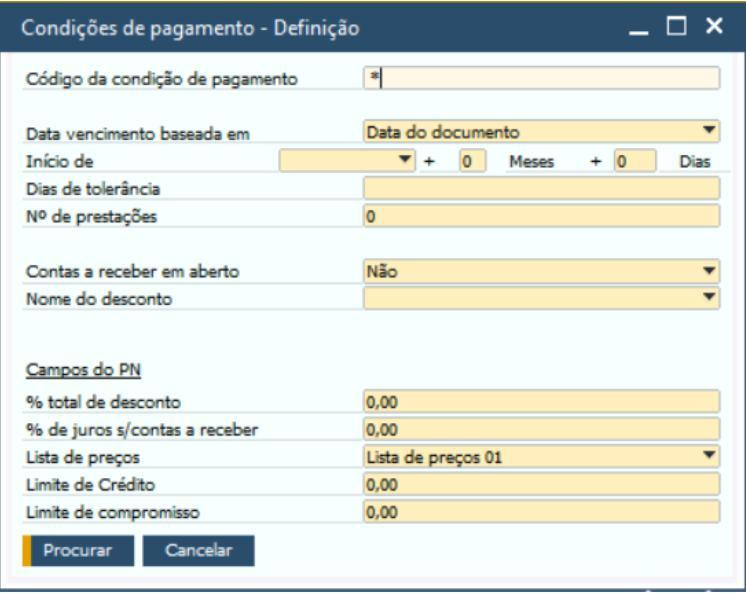 Condições de pagamento - Definição
Código da condição de pagamento *
Data vencimento baseada em Data do documento
Início de + 0 Meses + 0 Dias
Dias de tolerância
Nº de prestações 0
Contas a receber em aberto Não
Nome do desconto
Campos do PN
% total de desconto 0,00
% de juros s/contas a receber 0,00
Lista de preços Lista de preços 01
Limite de Crédito 0,00
Limite de compromisso 0,00
Procurar Cancelar